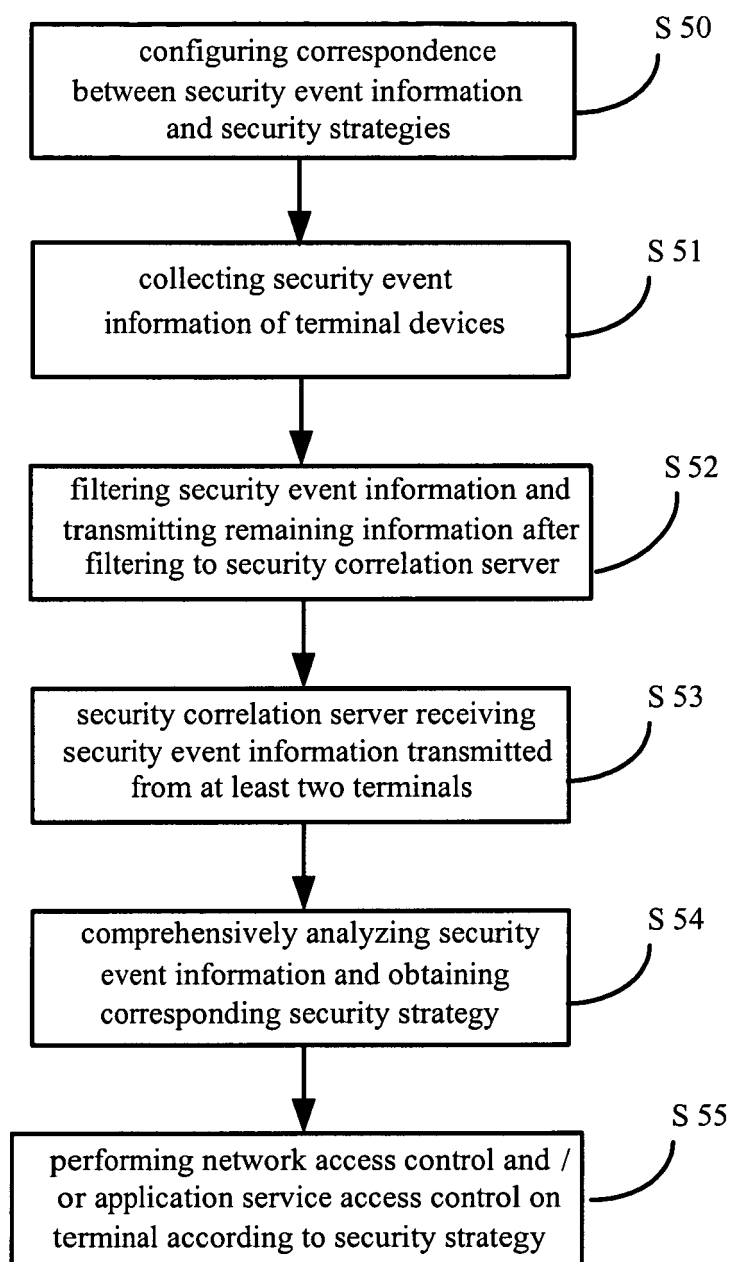 S 50
configuring correspondence
between security event information
and security strategies
S 51
collecting security event
information of terminal devices
S 52
filtering security event information and
transmitting remaining information after
filtering to security correlation server
S 53
security correlation server receiving
security event information transmitted
from at least two terminals
S 54
comprehensively analyzing security
event information and obtaining
corresponding security strategy
S 55
performing network access control and /
or application service access control on
terminal according to security strategy